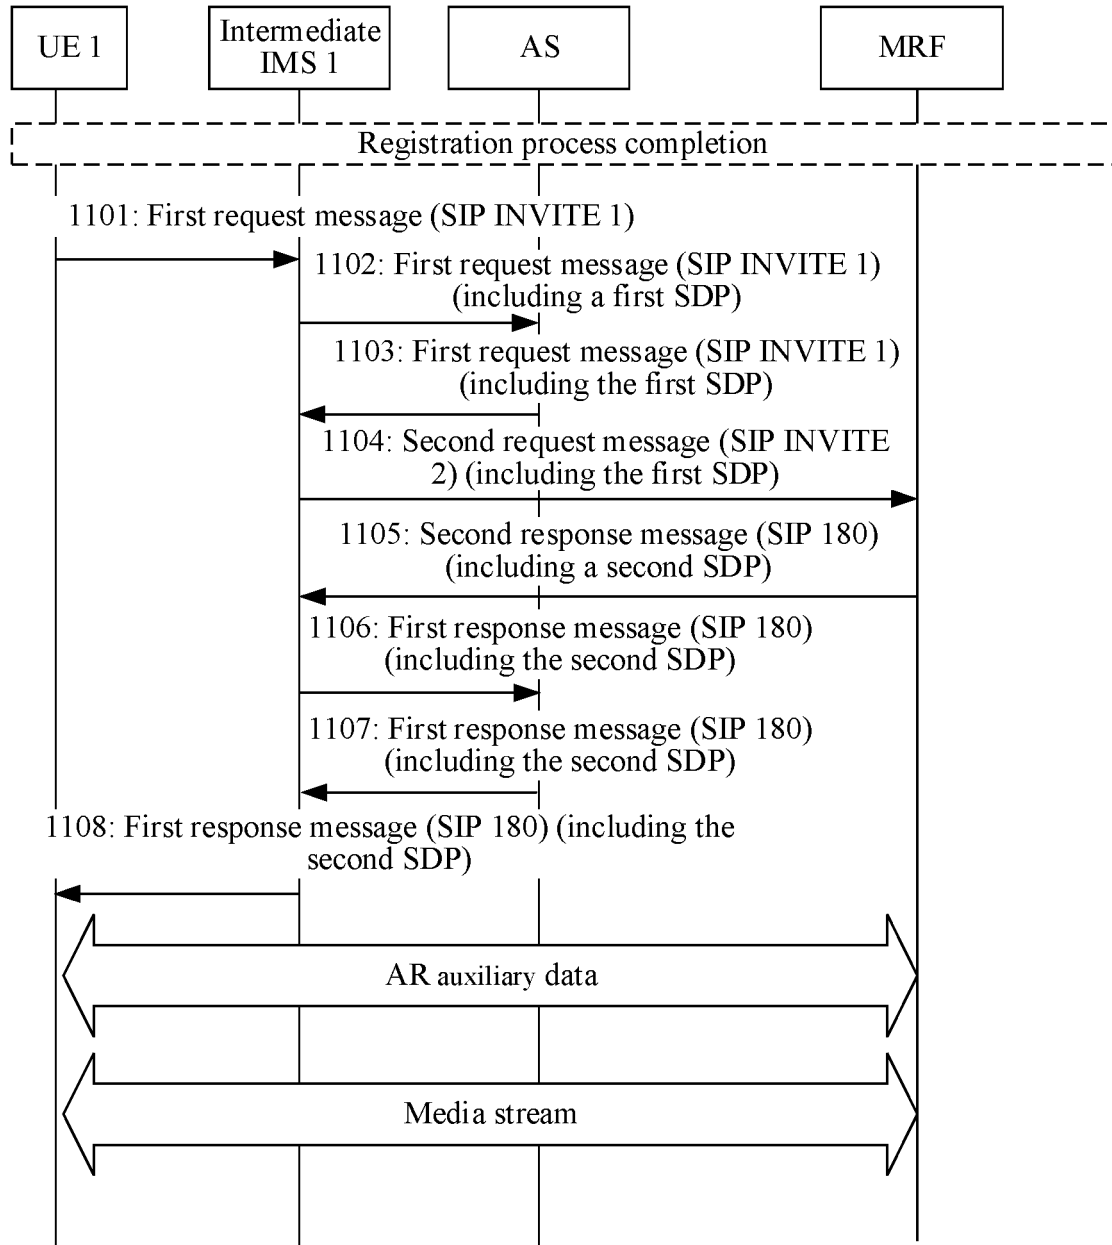 UE 1
Intermediate
IMS 1
AS
MRF
Registration process completion
1101: First request message (SIP INVITE 1)
1102: First request message (SIP INVITE 1)
(including a first SDP)
1103: First request message (SIP INVITE 1)
(including the first SDP)
1104: Second request message (SIP INVITE
2) (including the first SDP)
1105: Second response message (SIP 180)
(including a second SDP)
1106: First response message (SIP 180)
(including the second SDP)
1107: First response message (SIP 180)
(including the second SDP)
1108: First response message (SIP 180) (including the
second SDP)
AR auxiliary data
Media stream